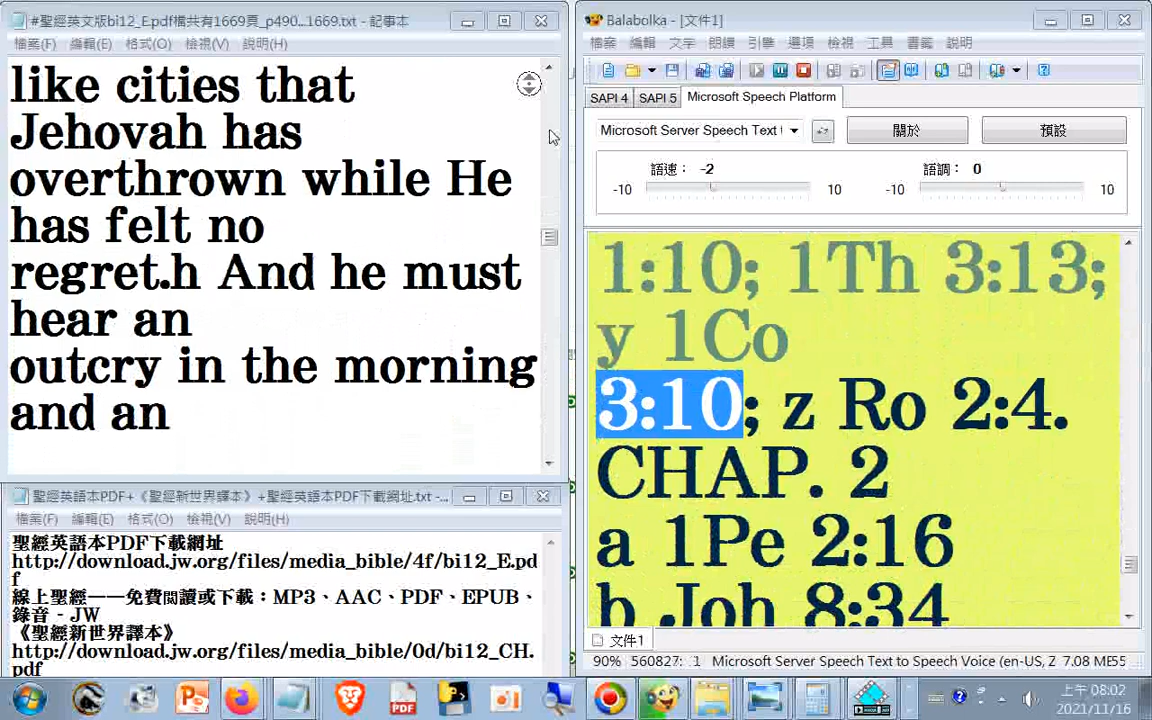 #聖經英文版bi12_E.pdf檔共有1669頁_p490...1669.txt - 記事本
檔案(F) 編輯(E) 格式(O) 檢視(V) 說明(H)
like cities that
Jehovah has
overthrown while He
has felt no
regret.h And he must
hear an
outcry in the morning
and an
聖經英語本PDF+《聖經新世界譯本》+聖經英語本PDF下載網址.txt -...
檔案(F) 編輯(E) 格式(O) 檢視(V) 說明(H)
聖經英語本PDF下載網址
http://download.jw.org/files/media_bible/4f/bi12_E.pd
f
線上聖經——免費閱讀或下載：MP3、AAC、PDF、EPUB、
錄音 - JW
《聖經新世界譯本》
http://download.jw.org/files/media_bible/0d/bi12_CH.
pdf
Balabolka - [文件1]
檔案 編輯 文字 朗讀 引擎 選項 檢視 工具 書籤 說明
SAPI 4 SAPI 5 Microsoft Speech Platform
Microsoft Server Speech Text 關於 預設
語速： -2 語調： 0
-10 10 -10 10
1:10; 1Th 3:13;
y 1Co
3:10; z Ro 2:4.
CHAP. 2
a 1Pe 2:16
b Joh 8:34
文件1
90% 560827: 1 Microsoft Server Speech Text to Speech Voice (en-US, Z 7.08 ME55
PDF
上午 08:02
2021/11/16